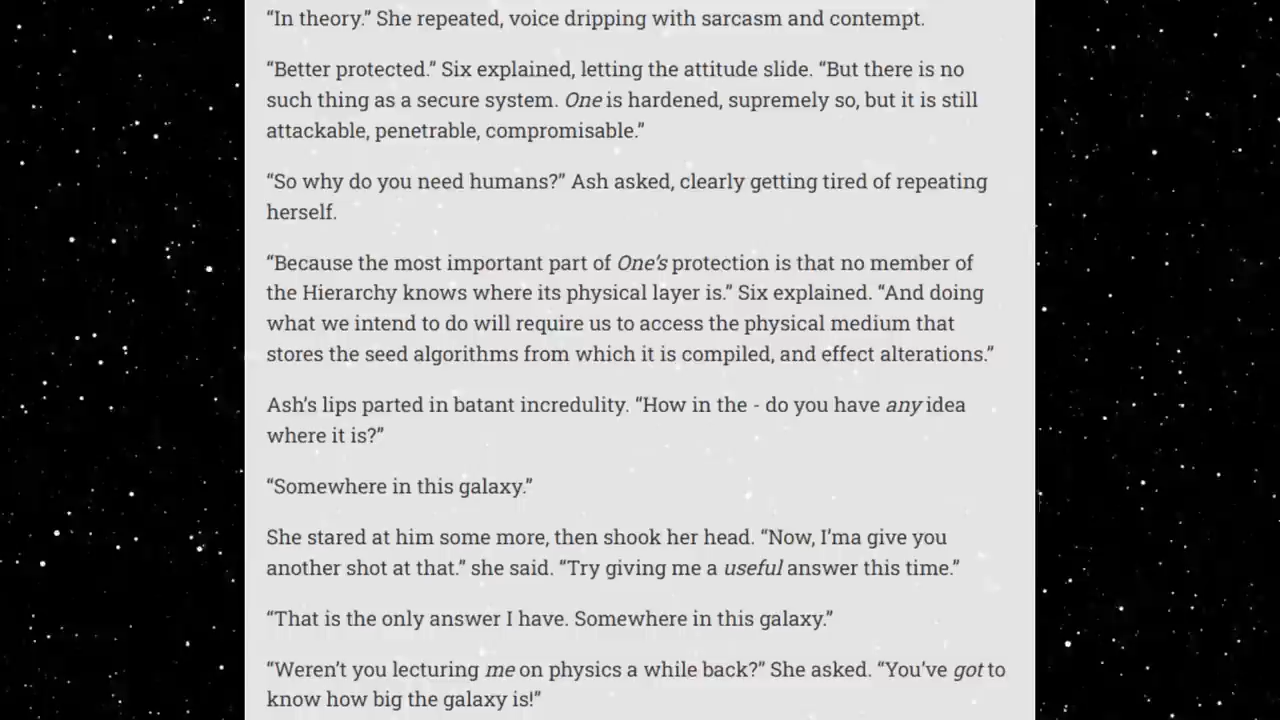 “In theory.” She repeated, voice dripping with sarcasm and contempt.
“Better protected.” Six explained, letting the attitude slide. “But there is no
such thing as a secure system. One is hardened, supremely so, but it is still
attackable, penetrable, compromisable.”
“So why do you need humans?” Ash asked, clearly getting tired of repeating
herself.
“Because the most important part of One’s protection is that no member of
the Hierarchy knows where its physical layer is.” Six explained. “And doing
what we intend to do will require us to access the physical medium that
stores the seed algorithms from which it is compiled, and effect alterations.”
Ash’s lips parted in batant incredulity. “How in the - do you have any idea
where it is?”
“Somewhere in this galaxy.”
She stared at him some more, then shook her head. “Now, I’ma give you
another shot at that.” she said. “Try giving me a useful answer this time.”
“That is the only answer I have. Somewhere in this galaxy.”
“Weren’t you lecturing me on physics a while back?” She asked. “You’ve got to
know how big the galaxy is!”